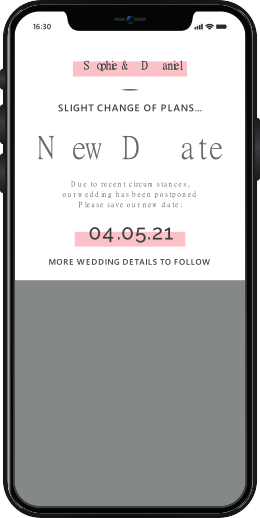 16:30
Sophie & Daniel
SLIGHT CHANGE OF PLANS...
New Date
Due to recent circumstances,
our wedding has been postponed
Please save our new date:
04.05.21
MORE WEDDING DETAILS TO FOLLOW